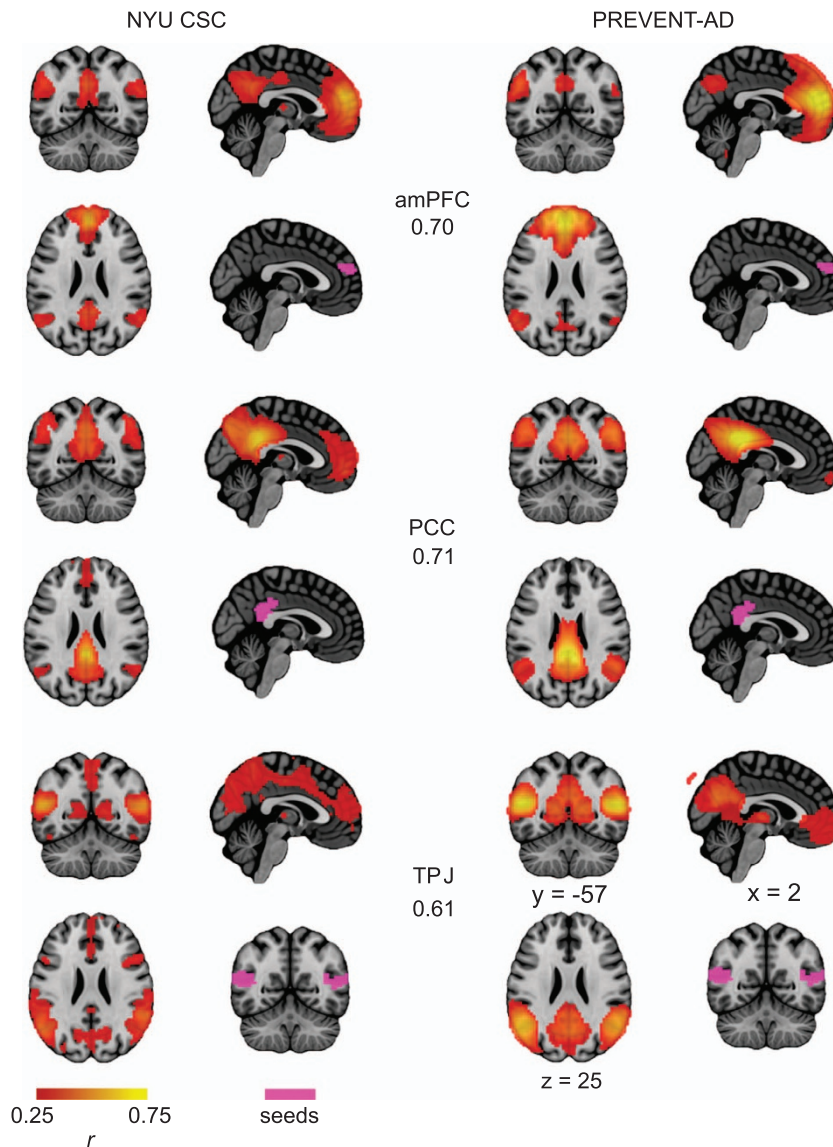 NYU CSC
PREVENT-AD
amPFC
0.70
PCC
0.71
TPJ
0.61
y = -57
x = 2
z = 25
0.25
0.75
r
seeds